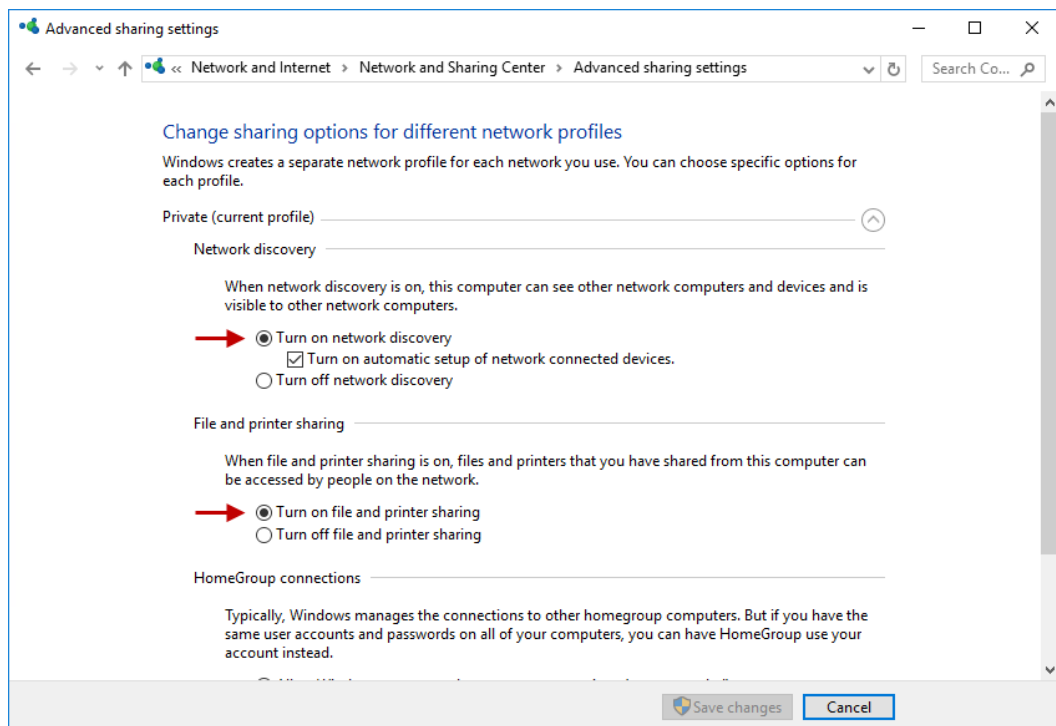 Advanced sharing settings
« Network and Internet › Network and Sharing Center › Advanced sharing settings
Search Co...
Change sharing options for different network profiles
Windows creates a separate network profile for each network you use. You can choose specific options for
each profile.
Private (current profile)
Network discovery
When network discovery is on, this computer can see other network computers and devices and is
visible to other network computers.
Turn on network discovery
Turn on automatic setup of network connected devices.
Turn off network discovery
File and printer sharing
When file and printer sharing is on, files and printers that you have shared from this computer can
be accessed by people on the network.
Turn on file and printer sharing
Turn off file and printer sharing
HomeGroup connections
Typically, Windows manages the connections to other homegroup computers. But if you have the
same user accounts and passwords on all of your computers, you can have HomeGroup use your
account instead.
Save changes
Cancel